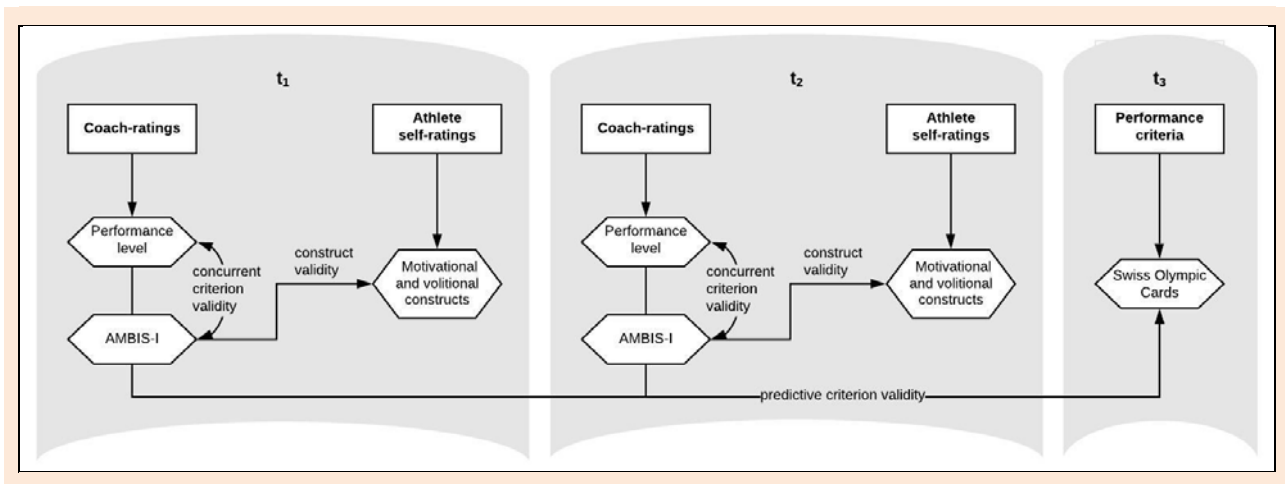 t₁
Coach-ratings
Athlete
self-ratings
Performance
level
concurrent
criterion
validity
construct
validity
Motivational
and volitional
constructs
AMBIS-I
t₂
Coach-ratings
Athlete
self-ratings
Performance
level
concurrent
criterion
validity
construct
validity
Motivational
and volitional
constructs
AMBIS-I
t₃
Performance
criteria
Swiss Olympic
Cards
predictive criterion validity